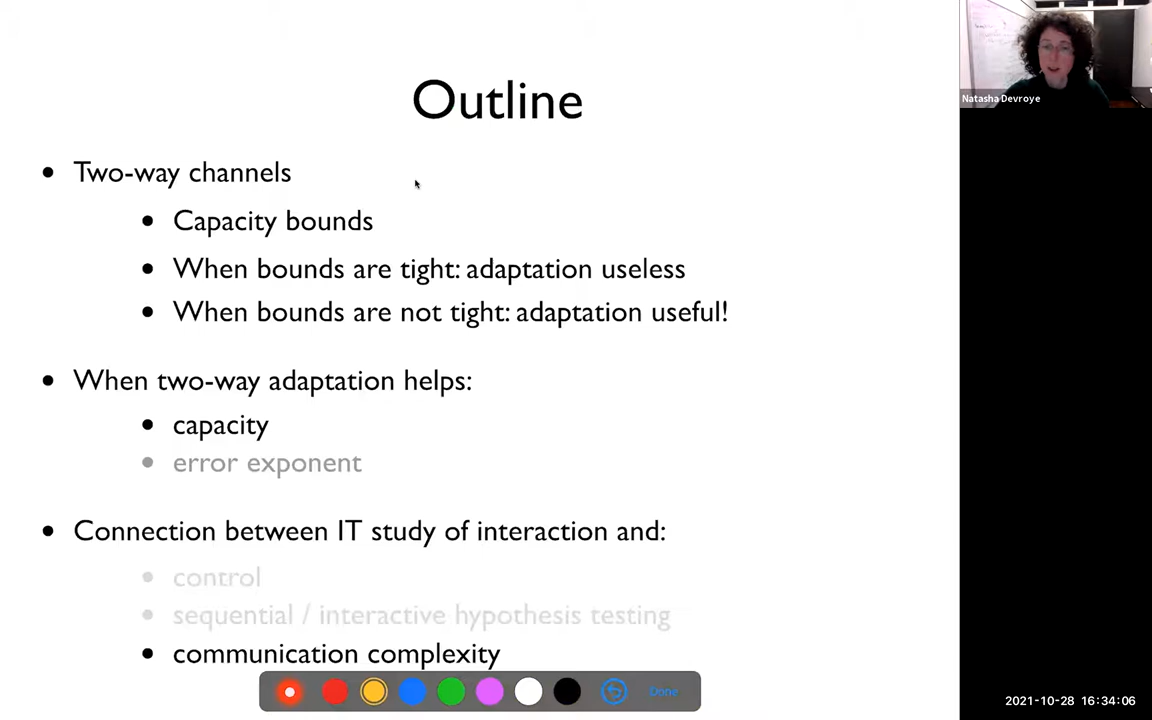 Outline
• Two-way channels
• Capacity bounds
• When bounds are tight: adaptation useless
• When bounds are not tight: adaptation useful!
• When two-way adaptation helps:
• capacity
• error exponent
• Connection between IT study of interaction and:
• control
• sequential / interactive hypothesis testing
• communication complexity
Done
Natasha Devroye
2021-10-28 16:34:06